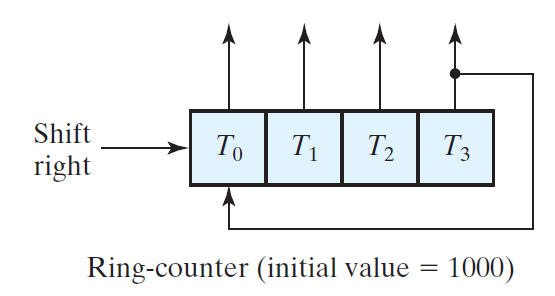 Shift
right
T0 T1 T2 T3
Ring-counter (initial value = 1000)